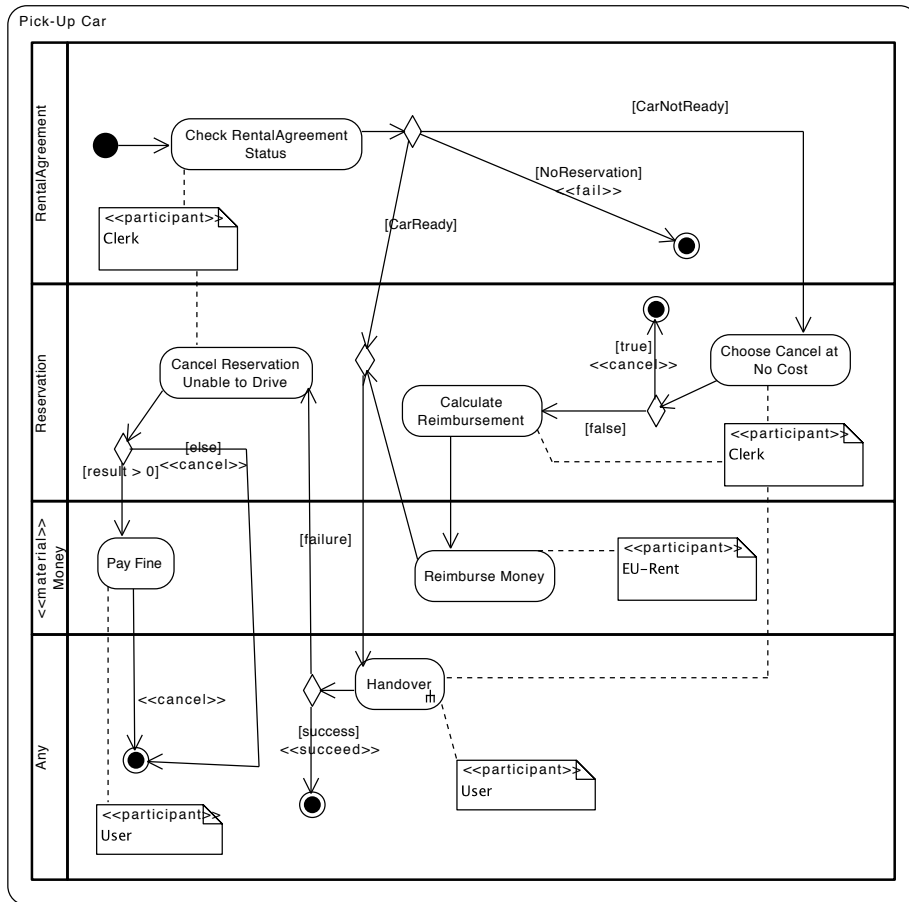 Pick-Up Car
RentalAgreement
Check RentalAgreement
Status
[CarNotReady]
[NoReservation]
<<fail>>
[CarReady]
<<participant>>
Clerk
Reservation
Cancel Reservation
Unable to Drive
[true]
<<cancel>>
Choose Cancel at
No Cost
Calculate
Reimbursement
[false]
<<participant>>
Clerk
[else]
<<cancel>>
[result > 0]
<<material>>
Money
Pay Fine
[failure]
Reimburse Money
<<participant>>
EU-Rent
Any
Handover
<<cancel>>
[success]
<<succeed>>
<<participant>>
User
<<participant>>
User